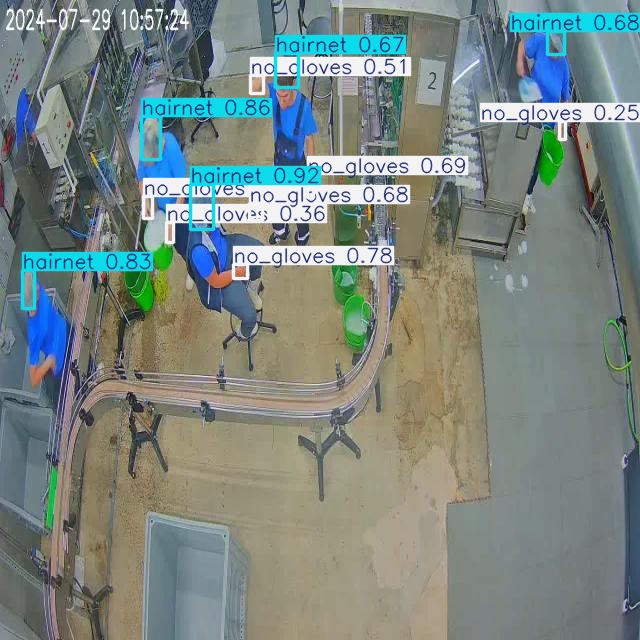 2024-07-29 10:57:24
hairnet 0.68
hairnet 0.67
no_gloves 0.51
2
hairnet 0.86
no_gloves 0.25
no_gloves 0.69
hairnet 0.92
no_gloves
no_gloves 0.68
no_gloves 0.36
hairnet 0.83
no_gloves 0.78